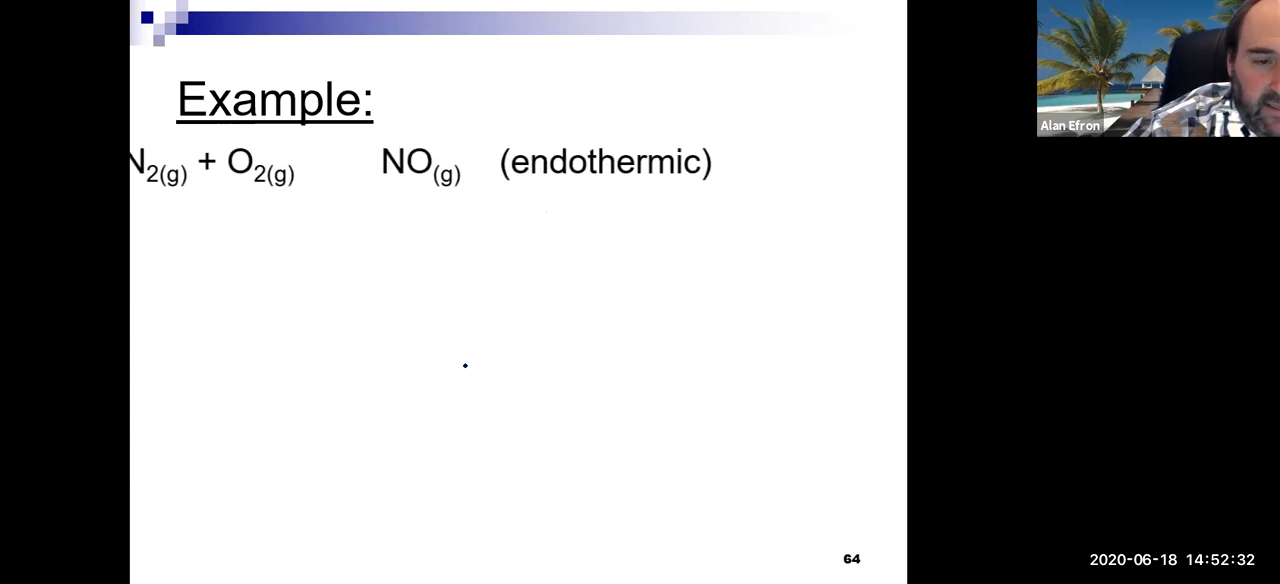 Example:
N2(g) + O2(g) NO(g) (endothermic)
Alan Efron
64
2020-06-18 14:52:32